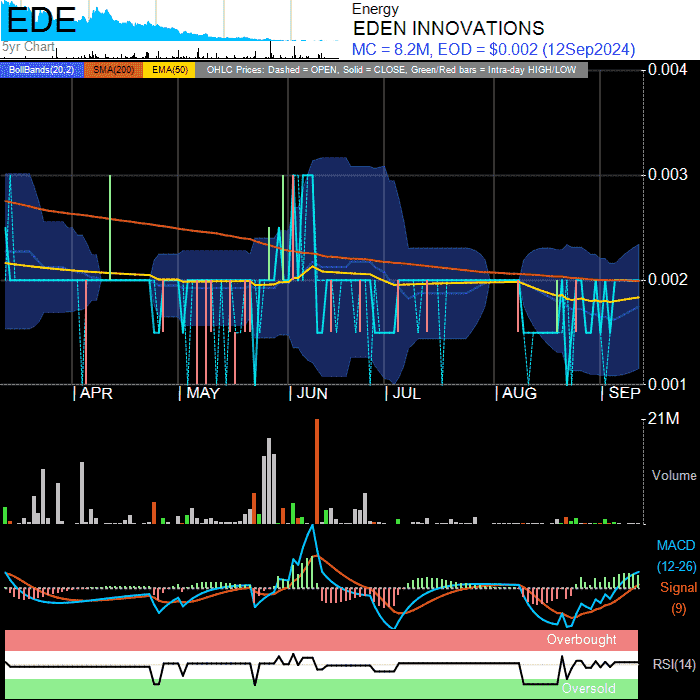 EDE
5yr Chart
Energy
EDEN INNOVATIONS
MC = 8.2M, EOD = $0.002 (12Sep2024)
BollBands(20,2) SMA(200) EMA(50) OHLC Prices: Dashed = OPEN, Solid = CLOSE, Green/Red bars = Intra-day HIGH/LOW
0.004
0.003
0.002
0.001
APR MAY JUN JUL AUG SEP
21M
Volume
MACD
(12-26)
Signal
(9)
Overbought
RSI(14)
Oversold